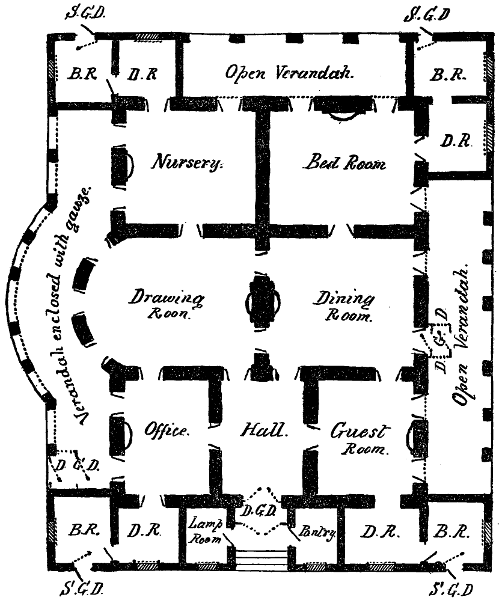 S.G.D.
S.G.D
B.R.
D.R
Open Verandah.
B.R.
D.R.
Nursery.
Bed Room
Verandah enclosed with gauze.
Drawing
Room.
Dining
Room.
D.
G.
D.
Open Verandah.
Office.
Hall.
Guest
Room.
D. G. D.
B.R.
D.R.
Lamp
Room
D.G.D.
Pantry
D.R.
B.R.
S.G.D.
S.G.D.